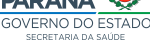 PARANÁ
GOVERNO DO ESTADO
SECRETARIA DA SAÚDE